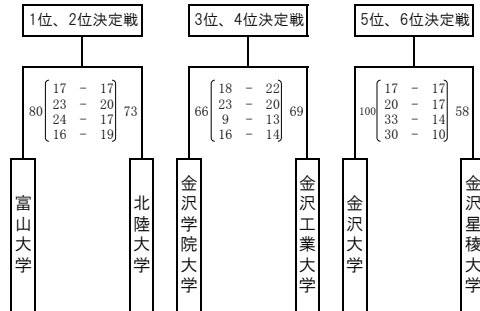 1位、2位決定戦
3位、4位決定戦
5位、6位決定戦
80
17 - 17
23 - 20
24 - 17
16 - 19
73
66
18 - 22
23 - 20
9 - 13
16 - 14
69
100
17 - 17
20 - 17
33 - 14
30 - 10
58
富山大学
北陸大学
金沢学院大学
金沢工業大学
金沢大学
金沢星稜大学